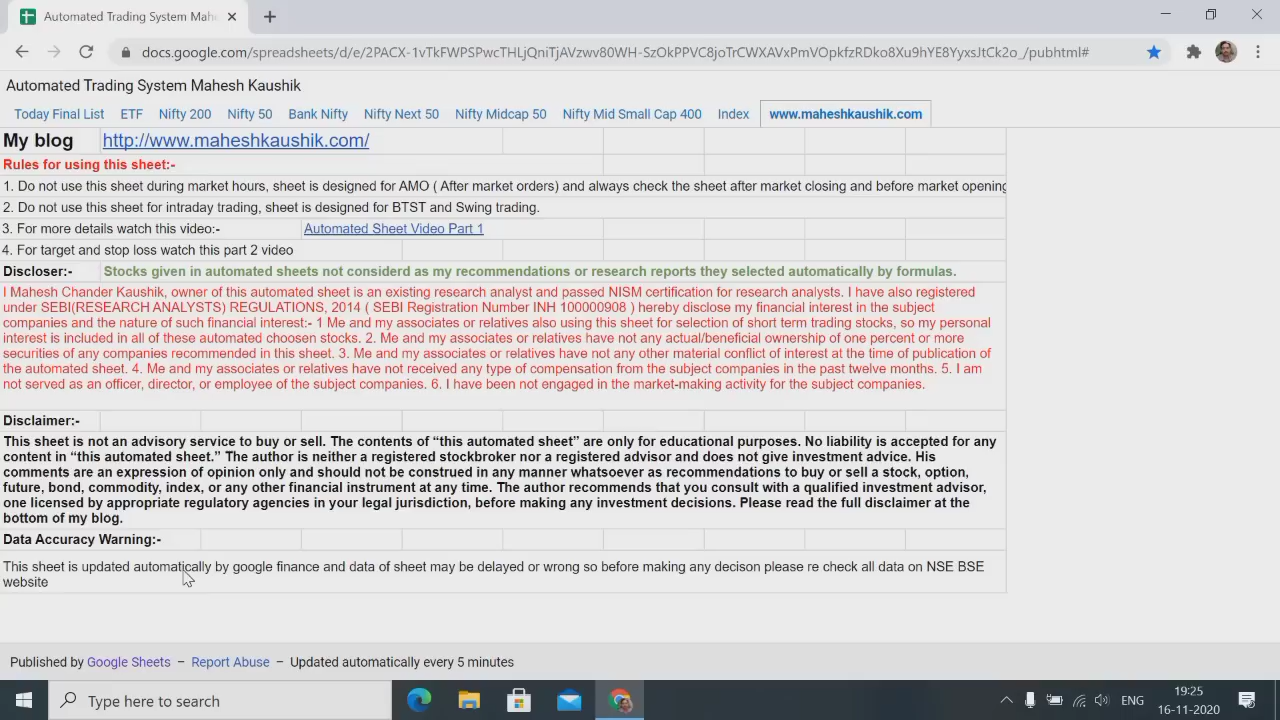 Automated Trading System Mah
docs.google.com/spreadsheets/d/e/2PACX-1vTkFWPSPwcTHLjQniTjAVzwv80WH-SzOkPPVC8joTrCWXAVxPmVOpkfzRDko8Xu9hYE8YyxsJtCk2o_/pubhtml#
Automated Trading System Mahesh Kaushik
Today Final List ETF Nifty 200 Nifty 50 Bank Nifty Nifty Next 50 Nifty Midcap 50 Nifty Mid Small Cap 400 Index www.maheshkaushik.com
My blog http://www.maheshkaushik.com/
Rules for using this sheet:-
1. Do not use this sheet during market hours, sheet is designed for AMO ( After market orders) and always check the sheet after market closing and before market opening
2. Do not use this sheet for intraday trading, sheet is designed for BTST and Swing trading.
3. For more details watch this video:- Automated Sheet Video Part 1
4. For target and stop loss watch this part 2 video
Discloser:- Stocks given in automated sheets not considerd as my recommendations or research reports they selected automatically by formulas.
I Mahesh Chander Kaushik, owner of this automated sheet is an existing research analyst and passed NISM certification for research analysts. I have also registered
under SEBI(RESEARCH ANALYSTS) REGULATIONS, 2014 ( SEBI Registration Number INH 100000908 ) hereby disclose my financial interest in the subject
companies and the nature of such financial interest:- 1 Me and my associates or relatives also using this sheet for selection of short term trading stocks, so my personal
interest is included in all of these automated choosen stocks. 2. Me and my associates or relatives have not any actual/beneficial ownership of one percent or more
securities of any companies recommended in this sheet. 3. Me and my associates or relatives have not any other material conflict of interest at the time of publication of
the automated sheet. 4. Me and my associates or relatives have not received any type of compensation from the subject companies in the past twelve months. 5. I am
not served as an officer, director, or employee of the subject companies. 6. I have been not engaged in the market-making activity for the subject companies.
Disclaimer:-
This sheet is not an advisory service to buy or sell. The contents of “this automated sheet” are only for educational purposes. No liability is accepted for any
content in “this automated sheet.” The author is neither a registered stockbroker nor a registered advisor and does not give investment advice. His
comments are an expression of opinion only and should not be construed in any manner whatsoever as recommendations to buy or sell a stock, option,
future, bond, commodity, index, or any other financial instrument at any time. The author recommends that you consult with a qualified investment advisor,
one licensed by appropriate regulatory agencies in your legal jurisdiction, before making any investment decisions. Please read the full disclaimer at the
bottom of my blog.
Data Accuracy Warning:-
This sheet is updated automatically by google finance and data of sheet may be delayed or wrong so before making any decison please re check all data on NSE BSE
website
Published by Google Sheets – Report Abuse – Updated automatically every 5 minutes
Type here to search
ENG
19:25
16-11-2020